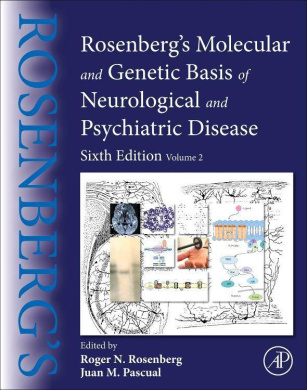 ROSENBERG'S
Rosenberg's Molecular
and Genetic Basis of
Neurological and
Psychiatric Disease
Sixth Edition Volume 2
Edited by
Roger N. Rosenberg
Juan M. Pascual
AP